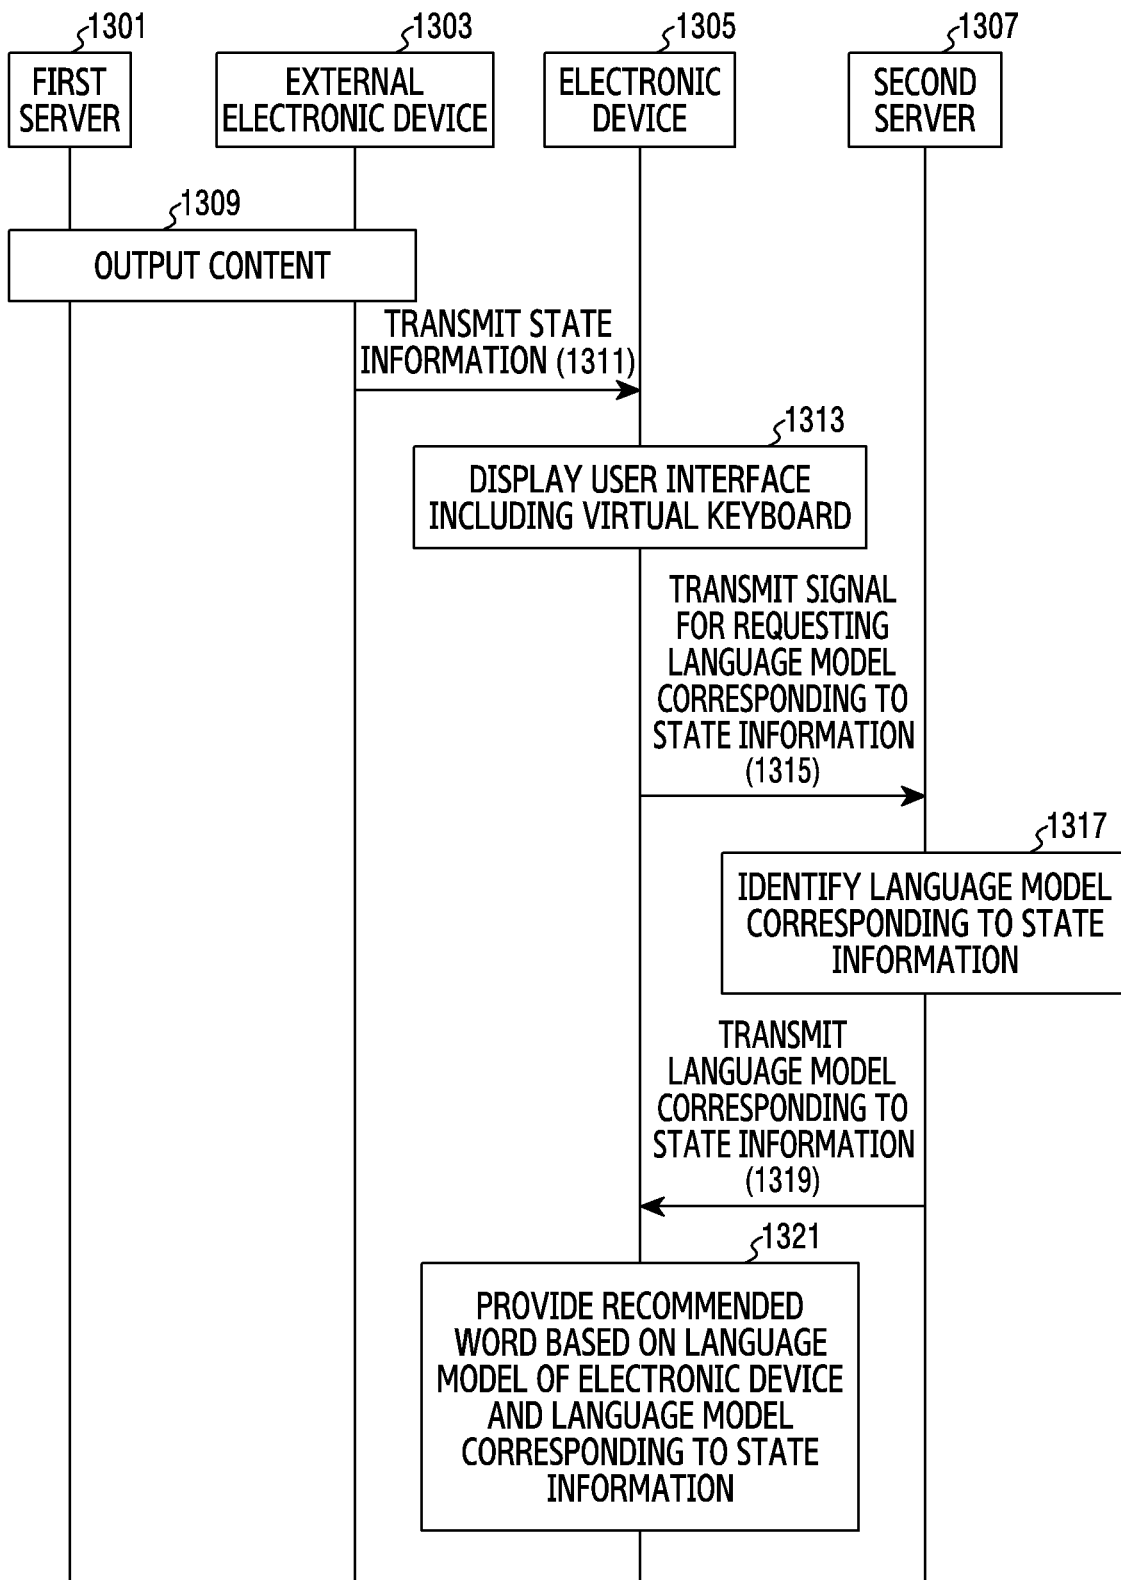 1301
1303
1305
1307
FIRST
SERVER
EXTERNAL
ELECTRONIC DEVICE
ELECTRONIC
DEVICE
SECOND
SERVER
1309
OUTPUT CONTENT
TRANSMIT STATE
INFORMATION (1311)
1313
DISPLAY USER INTERFACE
INCLUDING VIRTUAL KEYBOARD
TRANSMIT SIGNAL
FOR REQUESTING
LANGUAGE MODEL
CORRESPONDING TO
STATE INFORMATION
(1315)
1317
IDENTIFY LANGUAGE MODEL
CORRESPONDING TO STATE
INFORMATION
TRANSMIT
LANGUAGE MODEL
CORRESPONDING TO
STATE INFORMATION
(1319)
1321
PROVIDE RECOMMENDED
WORD BASED ON LANGUAGE
MODEL OF ELECTRONIC DEVICE
AND LANGUAGE MODEL
CORRESPONDING TO STATE
INFORMATION